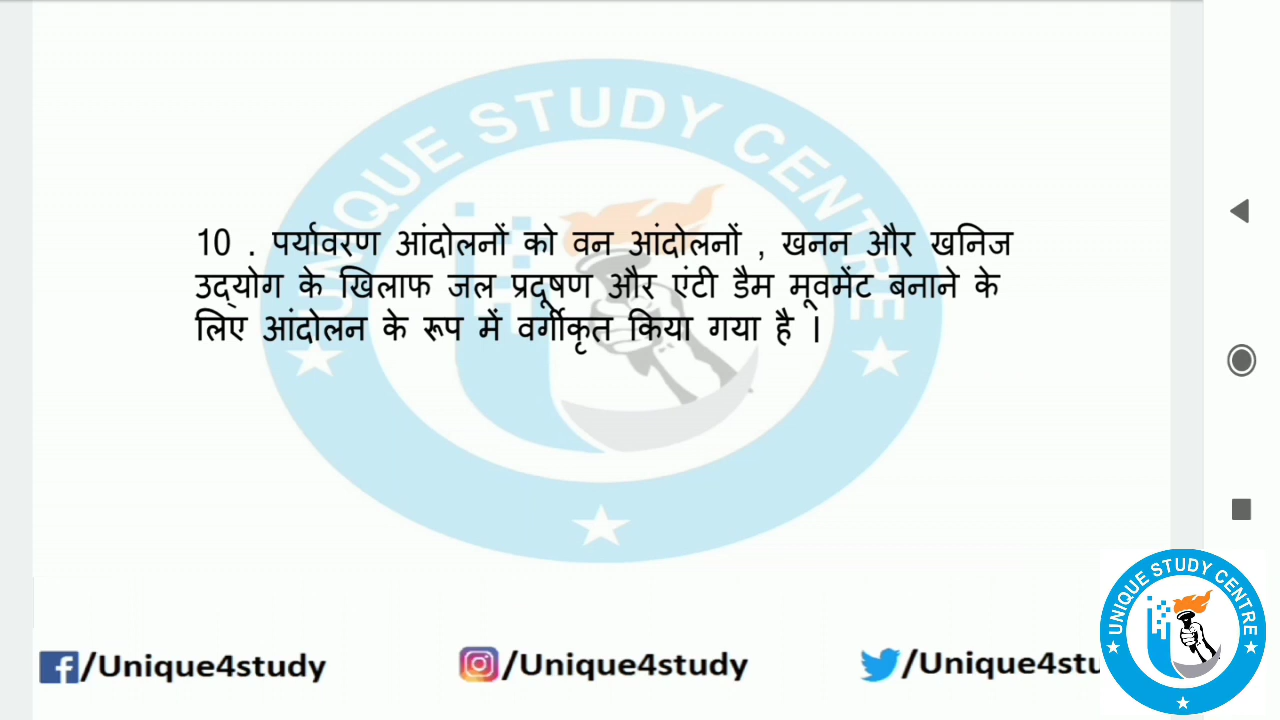 UNIQUE STUDY CENTRE
10 . पर्यावरण आंदोलनों को वन आंदोलनों , खनन और खनिज
उद्योग के खिलाफ जल प्रदूषण और एंटी डैम मूवमेंट बनाने के
लिए आंदोलन के रूप में वर्गीकृत किया गया है ।
/Unique4study
/Unique4study
/Unique4stu
UNIQUE STUDY CENTRE